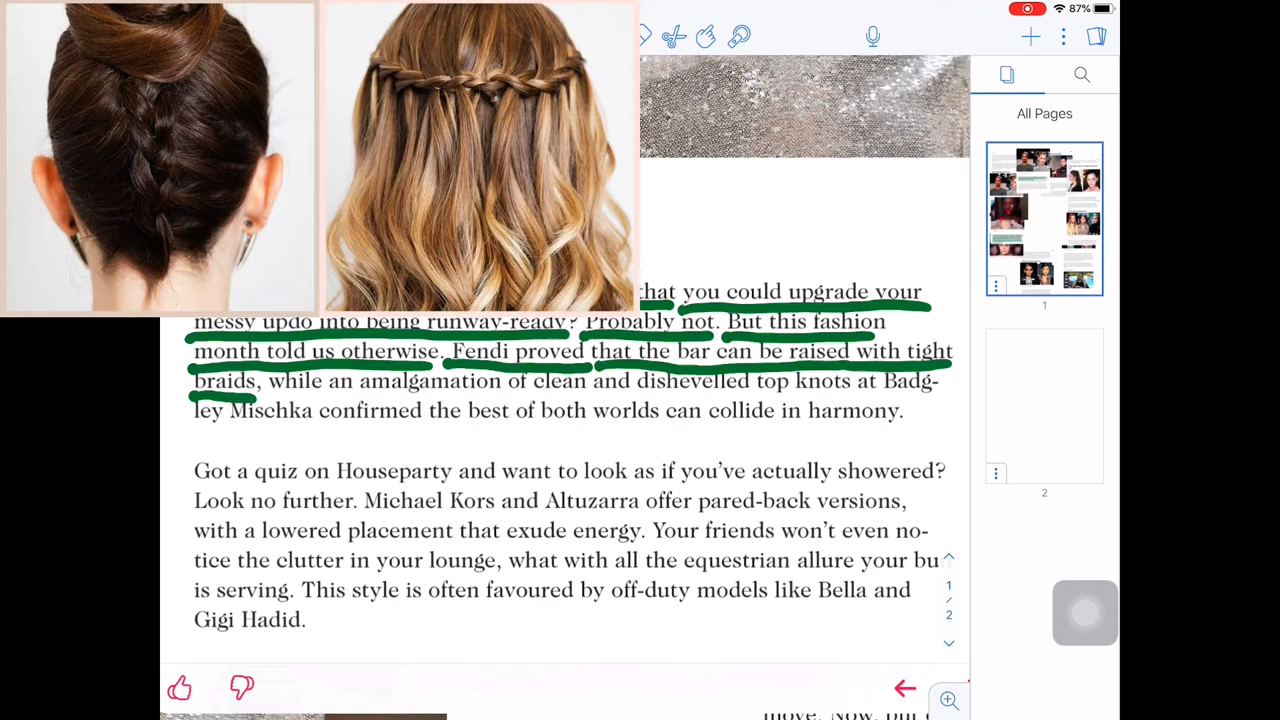 87%
All Pages
that you could upgrade your
messy updo into being runway-ready? Probably not. But this fashion
month told us otherwise. Fendi proved that the bar can be raised with tight
braids, while an amalgamation of clean and dishevelled top knots at Badg-
ley Mischka confirmed the best of both worlds can collide in harmony.
Got a quiz on Houseparty and want to look as if you've actually showered?
Look no further. Michael Kors and Altuzarra offer pared-back versions,
with a lowered placement that exude energy. Your friends won't even no-
tice the clutter in your lounge, what with all the equestrian allure your bu
is serving. This style is often favoured by off-duty models like Bella and
Gigi Hadid.
1
2
1
2
move. Now, but